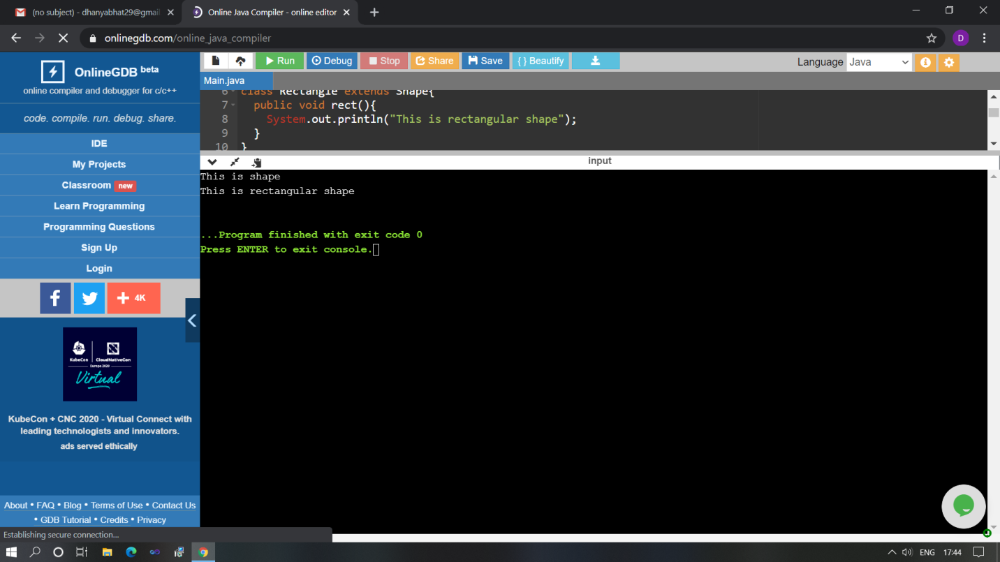 (no subject) - dhanyabhat29@gmail
Online Java Compiler - online editor
onlinegdb.com/online_java_compiler
D
OnlineGDB beta
online compiler and debugger for c/c++
code. compile. run. debug. share.
IDE
My Projects
Classroom new
Learn Programming
Programming Questions
Sign Up
Login
4K
KubeCon CloudNativeCon
Europe 2020
Virtual
KubeCon + CNC 2020 - Virtual Connect with
leading technologists and innovators.
ads served ethically
About • FAQ • Blog • Terms of Use • Contact Us
• GDB Tutorial • Credits • Privacy
Establishing secure connection...
Run Debug Stop Share Save { } Beautify
Language Java
Main.java
6 class Rectangle extends Shape{
7 public void rect(){
8 System.out.println("This is rectangular shape");
9 }
10 }
input
This is shape
This is rectangular shape
...Program finished with exit code 0
Press ENTER to exit console.
ENG 17:44